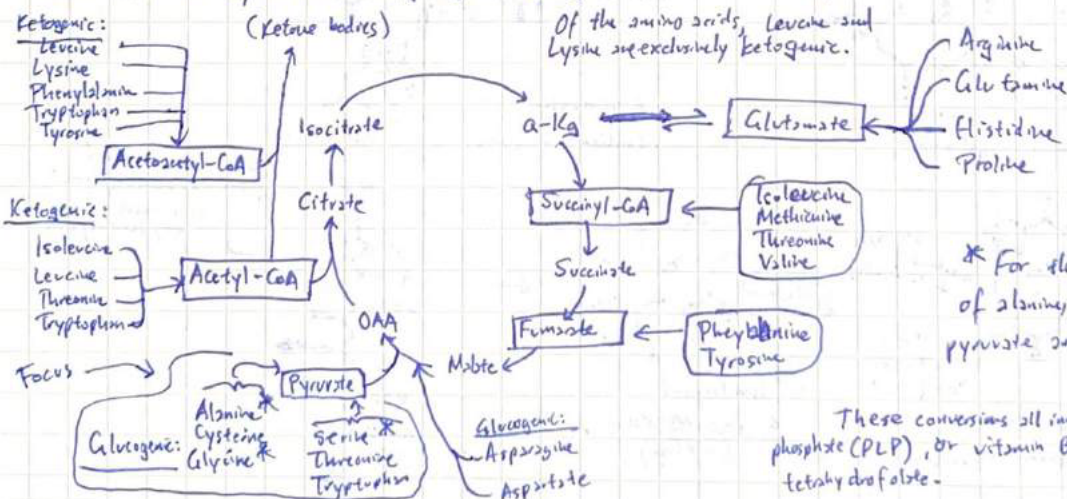 Ketogenic:
Leucine
Lysine
Phenylalanin
Tryptophan
Tyrosine
Acetoacetyl-CoA
(Ketone bodies)
Of the amino acids, Leucine and
Lysine are exclusively ketogenic.
Arginine
Glutamine
Histidine
Proline
Glutamate
α-Kg
Isocitrate
Citrate
Succinyl-CoA
Isoleucine
Methionine
Threonine
Valine
Ketogenic:
Isoleucine
Leucine
Threonine
Tryptophan
Acetyl-CoA
Succinate
OAA
Fumarate
Pheylalanine
Tyrosine
Malate
* For
of alanine,
pyruvate
Focus
Pyruvate
Glucogenic:
Alanine*
Cysteine
Glycine*
Serine*
Threonine
Tryptophan
Glucogenic:
Asparagine
Aspartate
These conversions all
phosphate (PLP), or vitamin
tetrahydrofolate.